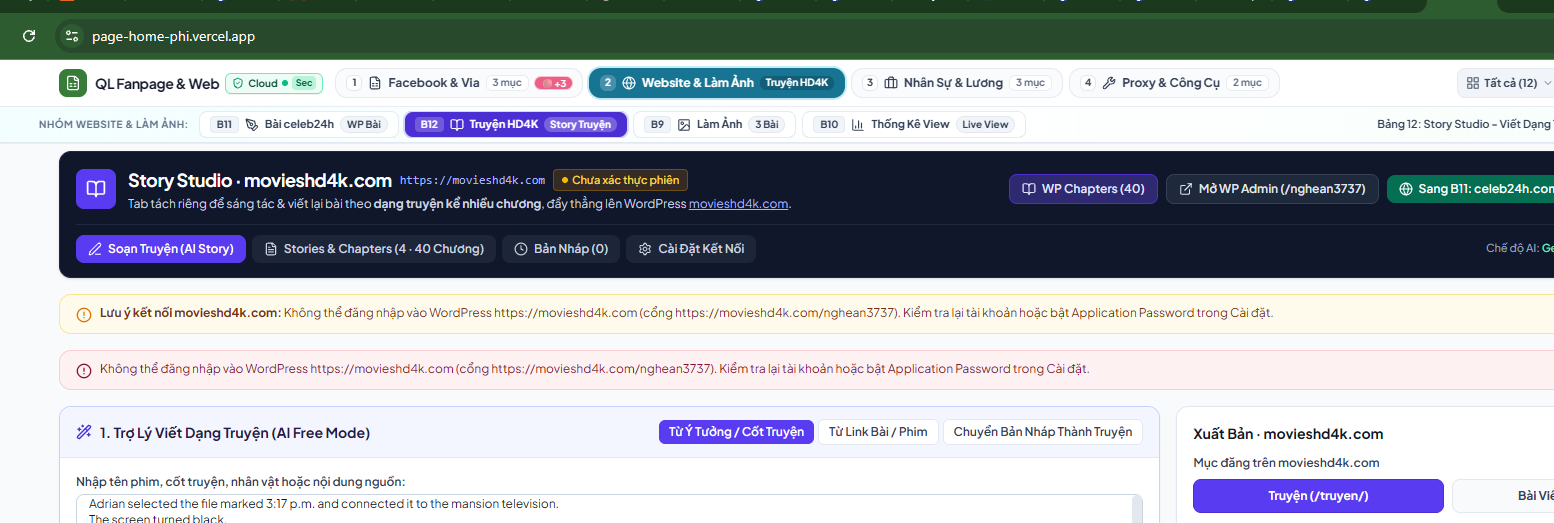 page-home-phi.vercel.app
QL Fanpage & Web Cloud Sec 1 Facebook & Via 3 mục +3 2 Website & Làm Ảnh Truyện HD4K 3 Nhân Sự & Lương 3 mục 4 Proxy & Công Cụ 2 mục Tất cả (12)
NHÓM WEBSITE & LÀM ẢNH: B11 Bài celeb24h WP Bài B12 Truyện HD4K Story Truyện B9 Làm Ảnh 3 Bài B10 Thống Kê View Live View Bảng 12: Story Studio - Viết Dạng
Story Studio · movieshd4k.com https://movieshd4k.com Chưa xác thực phiên
Tab tách riêng để sáng tác & viết lại bài theo dạng truyện kể nhiều chương, đẩy thẳng lên WordPress movieshd4k.com.
WP Chapters (40) Mở WP Admin (/nghean3737) Sang B11: celeb24h.com
Soạn Truyện (AI Story) Stories & Chapters (4 · 40 Chương) Bản Nháp (0) Cài Đặt Kết Nối Chế độ AI: Ge
Lưu ý kết nối movieshd4k.com: Không thể đăng nhập vào WordPress https://movieshd4k.com (cổng https://movieshd4k.com/nghean3737). Kiểm tra lại tài khoản hoặc bật Application Password trong Cài đặt.
Không thể đăng nhập vào WordPress https://movieshd4k.com (cổng https://movieshd4k.com/nghean3737). Kiểm tra lại tài khoản hoặc bật Application Password trong Cài đặt.
1. Trợ Lý Viết Dạng Truyện (AI Free Mode) Từ Ý Tưởng / Cốt Truyện Từ Link Bài / Phim Chuyển Bản Nháp Thành Truyện
Nhập tên phim, cốt truyện, nhân vật hoặc nội dung nguồn:
Adrian selected the file marked 3:17 p.m. and connected it to the mansion television.
The screen turned black.
Xuất Bản · movieshd4k.com
Mục đăng trên movieshd4k.com
Truyện (/truyen/) Bài Viế